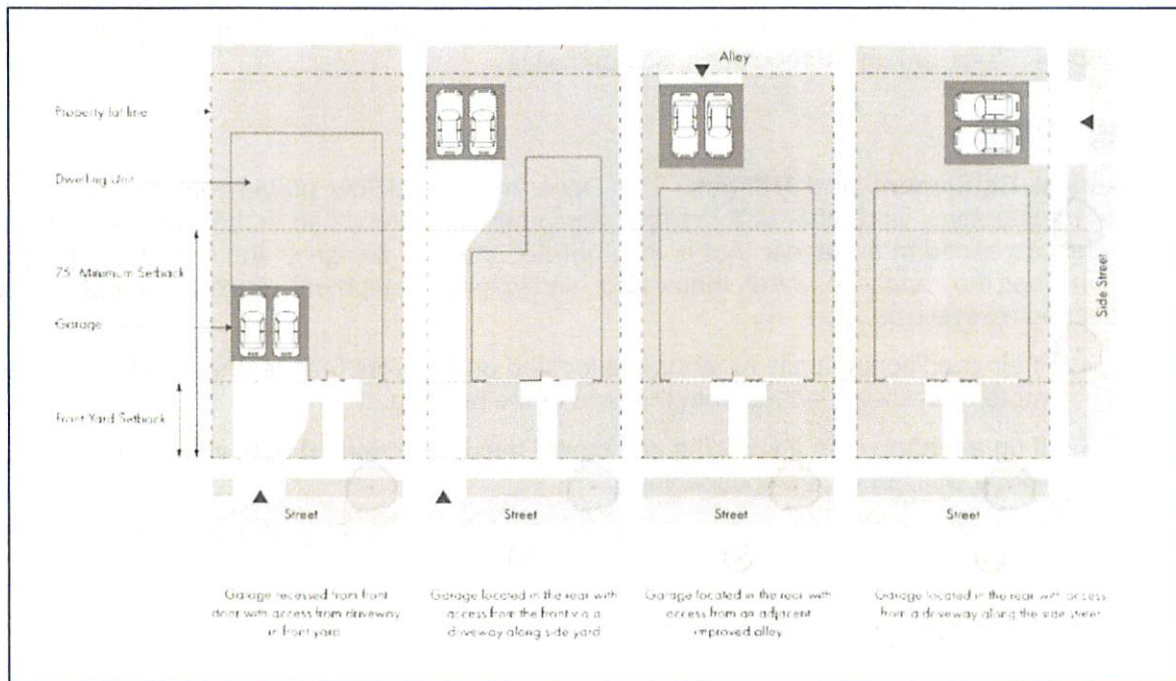 Alley
Property lot line
Dwelling Unit
75' Minimum Setback
Garage
Front Yard Setback
Side Street
Street
Street
Street
Street
Garage recessed from front
door with access from driveway
in front yard
Garage located in the rear with
access from the front via a
driveway along side yard
Garage located in the rear with
access from an adjacent
improved alley
Garage located in the rear with access
from a driveway along the side street